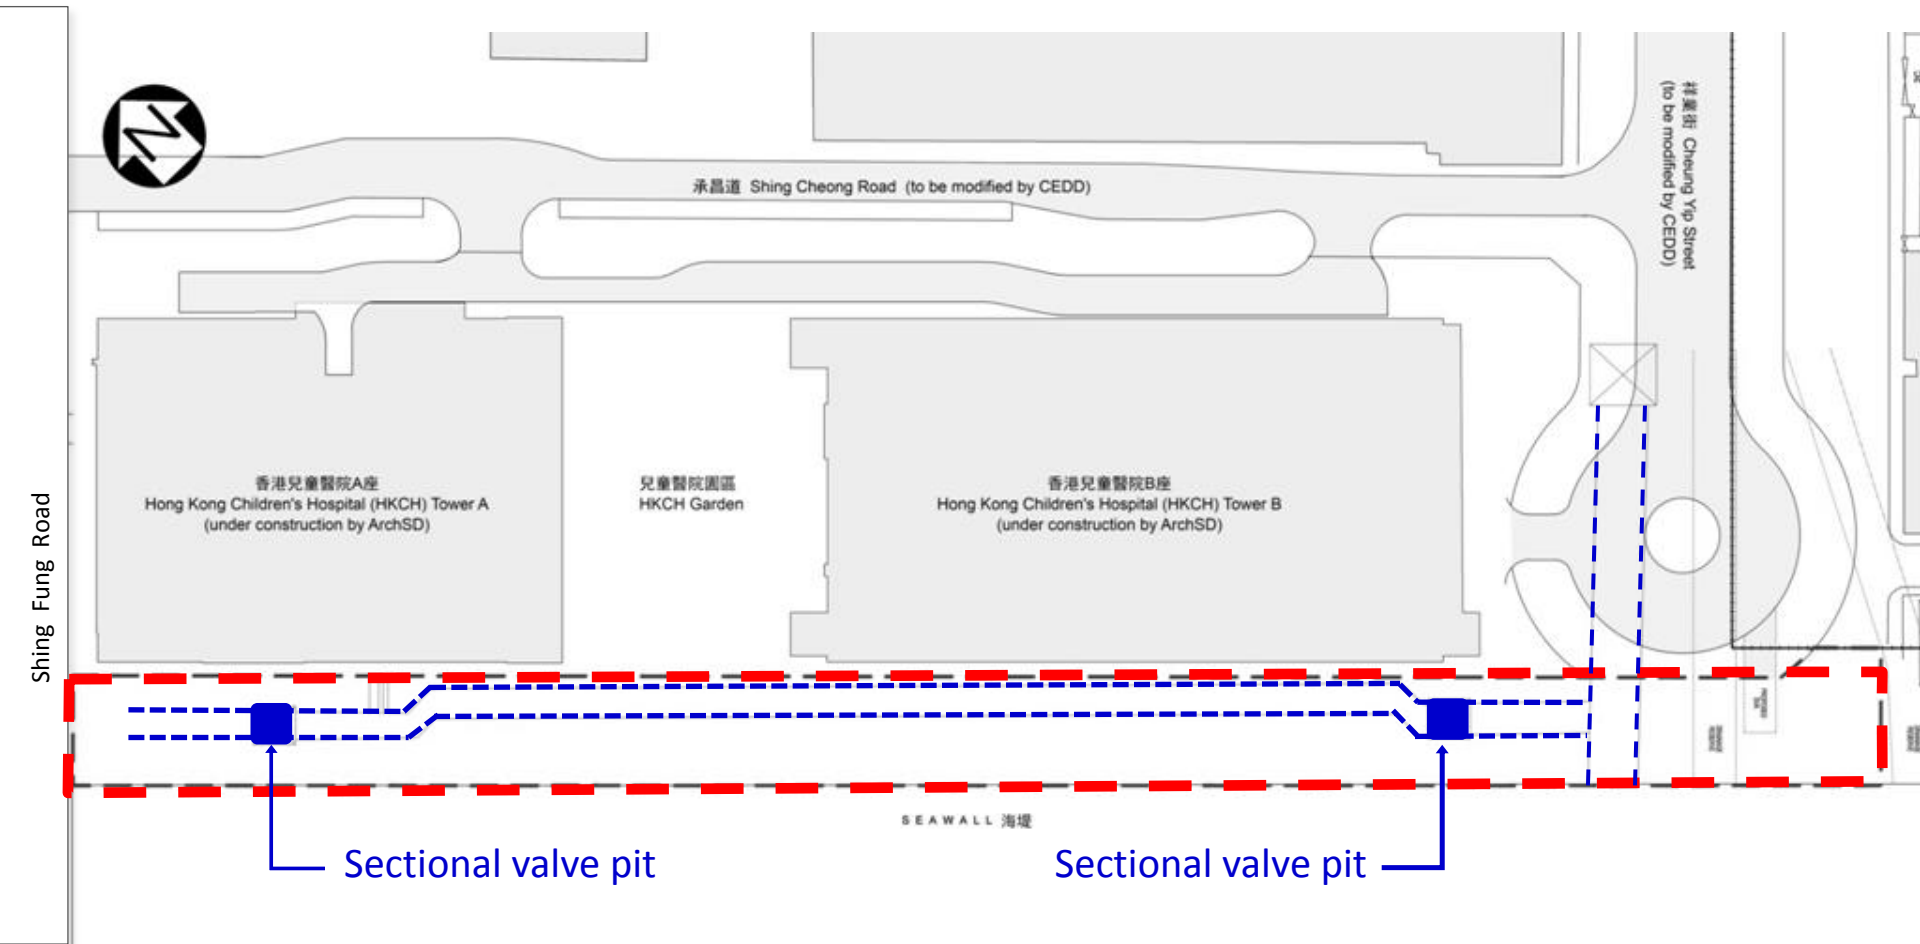 N
承昌道 Shing Cheong Road (to be modified by CEDD)
祥業街 Cheung Yip Street
(to be modified by CEDD)
香港兒童醫院A座
Hong Kong Children's Hospital (HKCH) Tower A
(under construction by ArchSD)
兒童醫院園區
HKCH Garden
香港兒童醫院B座
Hong Kong Children's Hospital (HKCH) Tower B
(under construction by ArchSD)
Shing Fung Road
SEAWALL 海堤
Sectional valve pit
Sectional valve pit